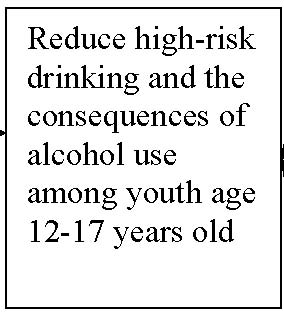 Reduce high-risk
drinking and the
consequences of
alcohol use
among youth age
12-17 years old